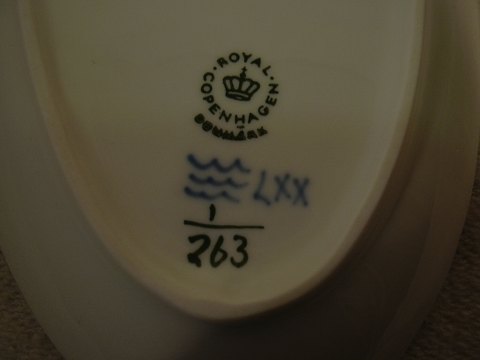 ROYAL
COPENHAGEN
DENMARK
LXX
1
263